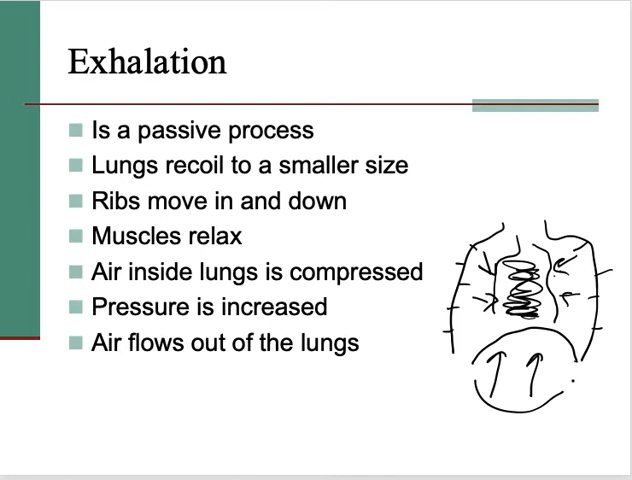 Exhalation
Is a passive process
Lungs recoil to a smaller size
Ribs move in and down
Muscles relax
Air inside lungs is compressed
Pressure is increased
Air flows out of the lungs